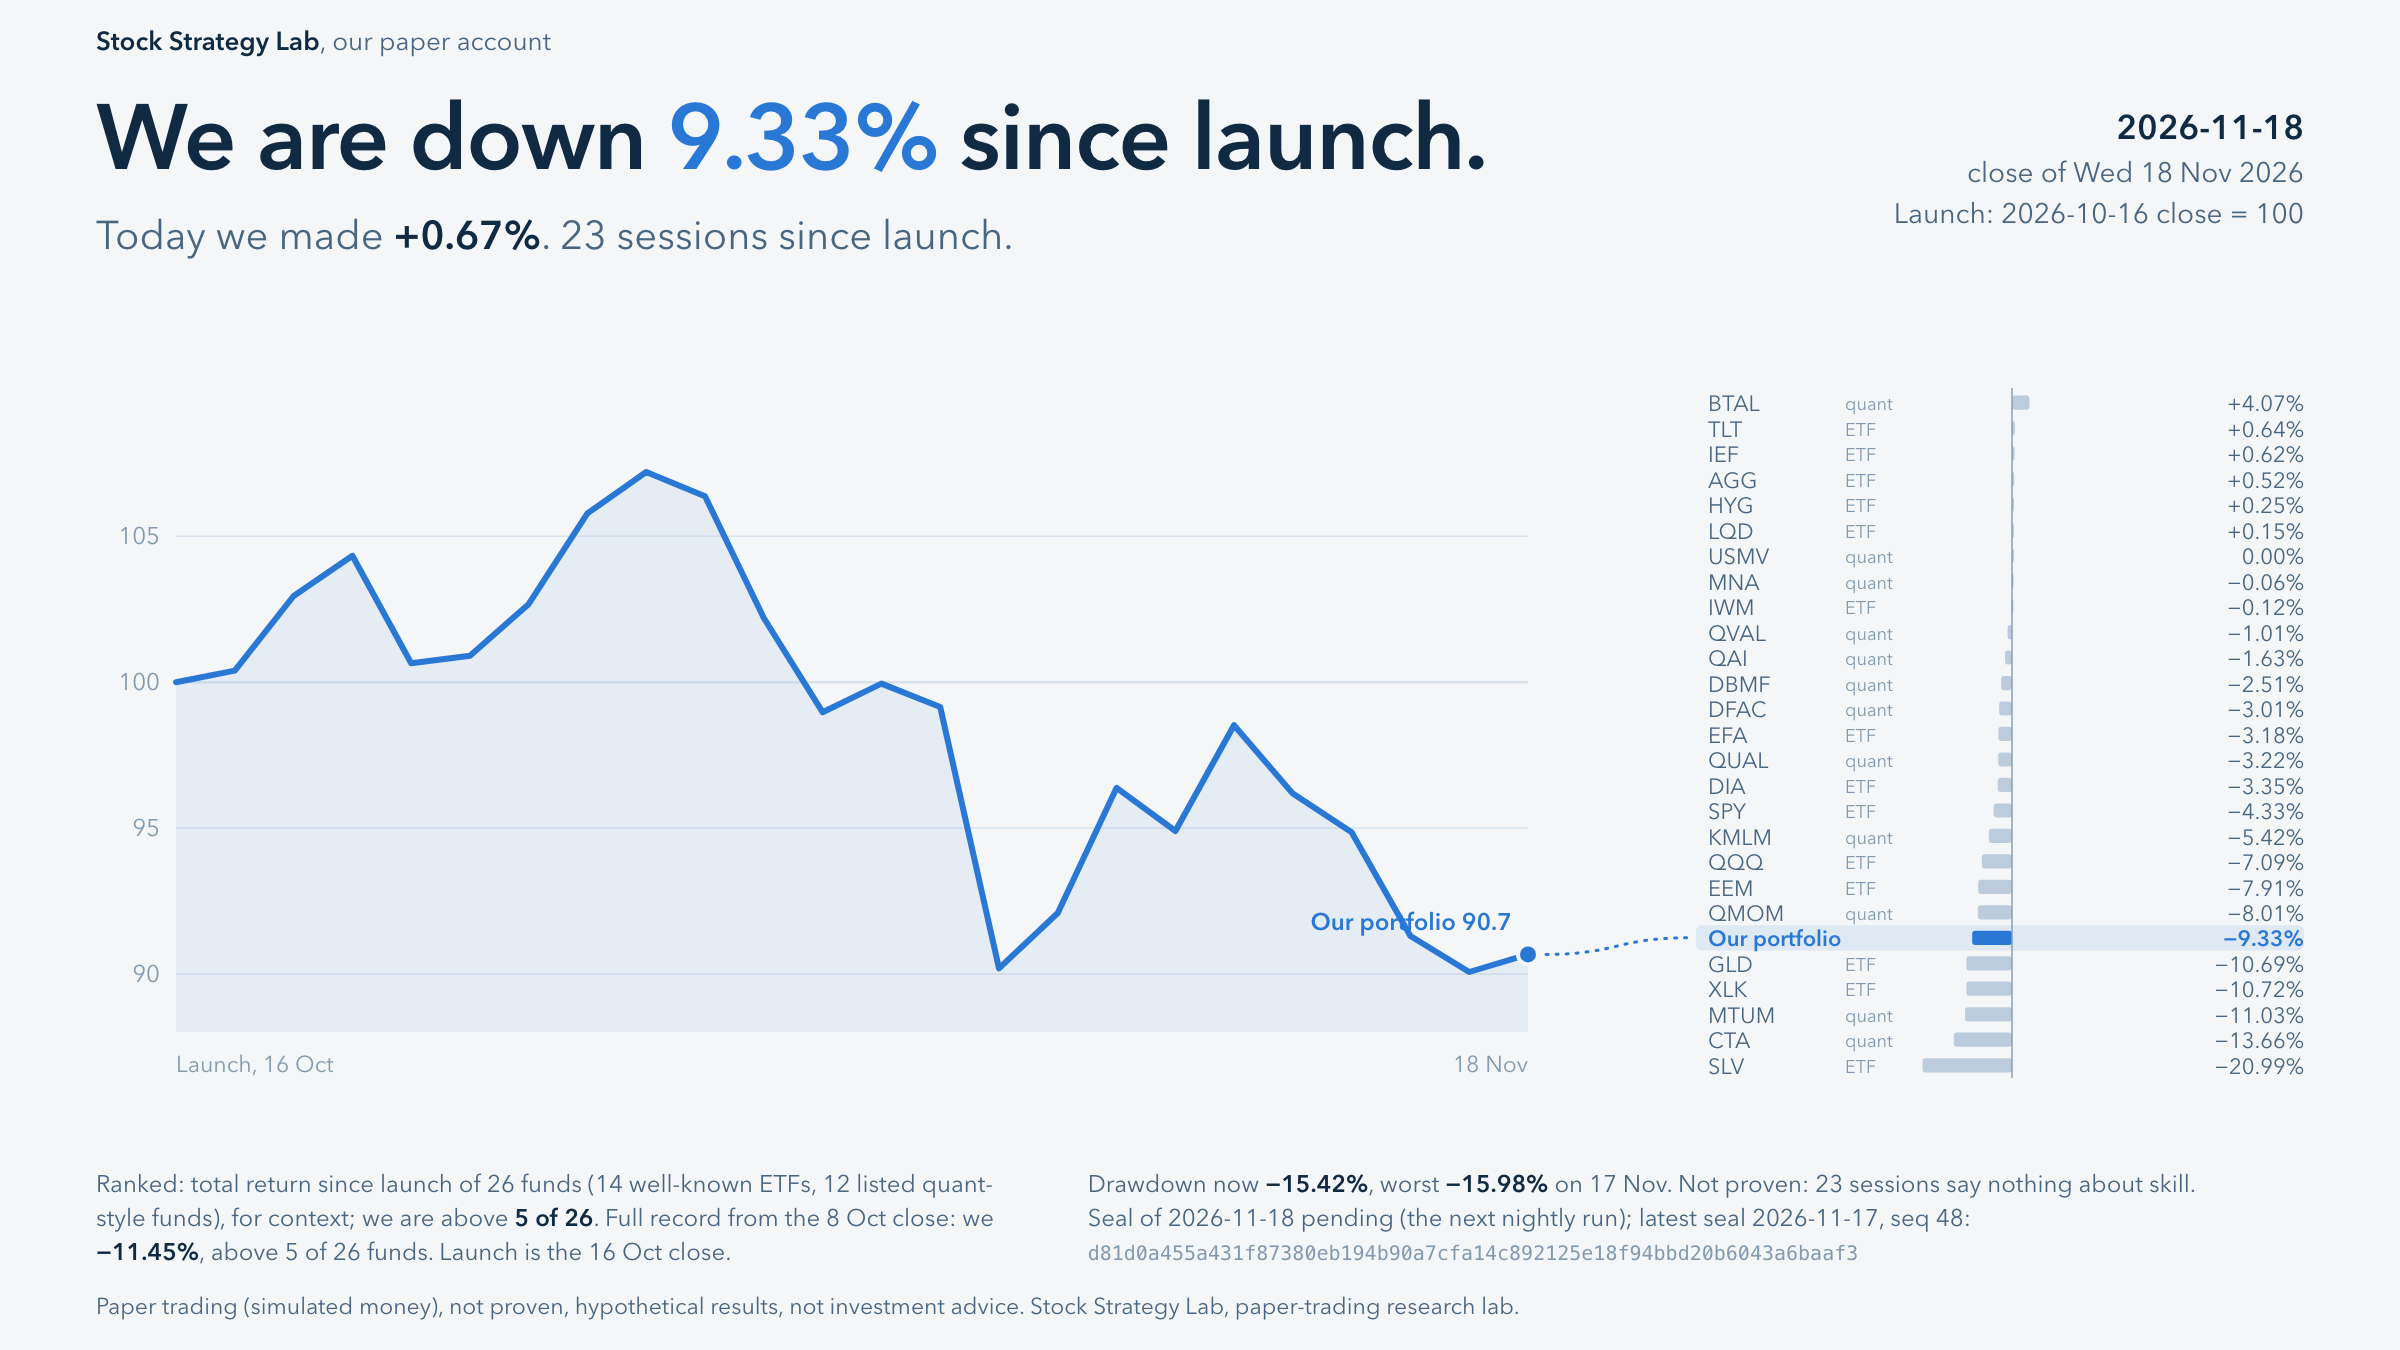 Stock Strategy Lab, our paper account
We are down 9.33% since launch.
Today we made +0.67%. 23 sessions since launch.
2026-11-18
close of Wed 18 Nov 2026
Launch: 2026-10-16 close = 100
105
100
95
90
Our portfolio 90.7
Launch, 16 Oct
18 Nov
BTAL quant +4.07%
TLT ETF +0.64%
IEF ETF +0.62%
AGG ETF +0.52%
HYG ETF +0.25%
LQD ETF +0.15%
USMV quant 0.00%
MNA quant −0.06%
IWM ETF −0.12%
QVAL quant −1.01%
QAI quant −1.63%
DBMF quant −2.51%
DFAC quant −3.01%
EFA ETF −3.18%
QUAL quant −3.22%
DIA ETF −3.35%
SPY ETF −4.33%
KMLM quant −5.42%
QQQ ETF −7.09%
EEM ETF −7.91%
QMOM quant −8.01%
Our portfolio −9.33%
GLD ETF −10.69%
XLK ETF −10.72%
MTUM quant −11.03%
CTA quant −13.66%
SLV ETF −20.99%
Ranked: total return since launch of 26 funds (14 well-known ETFs, 12 listed quant-
style funds), for context; we are above 5 of 26. Full record from the 8 Oct close: we
−11.45%, above 5 of 26 funds. Launch is the 16 Oct close.
Drawdown now −15.42%, worst −15.98% on 17 Nov. Not proven: 23 sessions say nothing about skill.
Seal of 2026-11-18 pending (the next nightly run); latest seal 2026-11-17, seq 48:
d81d0a455a431f87380eb194b90a7cfa14c892125e18f94bbd20b6043a6baaf3
Paper trading (simulated money), not proven, hypothetical results, not investment advice. Stock Strategy Lab, paper-trading research lab.